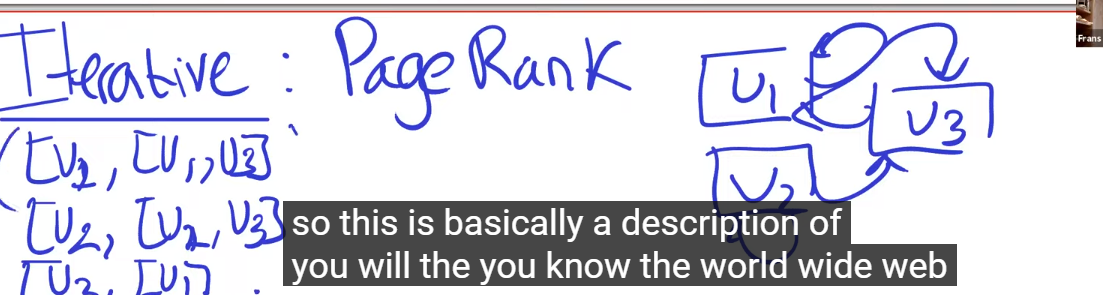 Iterative : PageRank
U1
U3
([U1, [U1, U3]
U2
[U2, [U2, U3]
[U3, [U1]
so this is basically a description of
you will the you know the world wide web
Frans